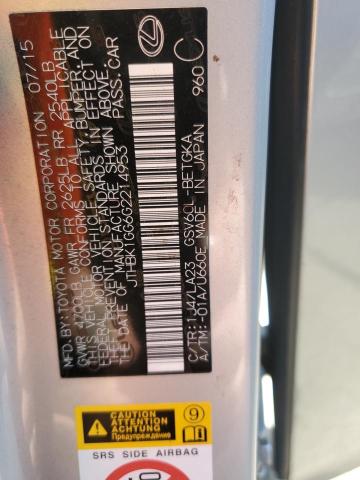 MFD. BY: TOYOTA MOTOR CORPORATION 07/15
GVWR 4700LB GAWR FR 2625LB RR 2540LB
THIS VEHICLE CONFORMS TO ALL APPLICABLE
FEDERAL MOTOR VEHICLE SAFETY, BUMPER, AND
THEFT PREVENTION STANDARDS IN EFFECT ON
THE DATE OF MANUFACTURE SHOWN ABOVE.
JTHBK1GG6G2214953 PASS. CAR
C/TR: 1J4/LA23 GSV60L-BETGKA
A/TM: -01A/U660E MADE IN JAPAN 960 C
CAUTION
ATTENTION
ACHTUNG
Предупреждение
9
SRS SIDE AIRBAG